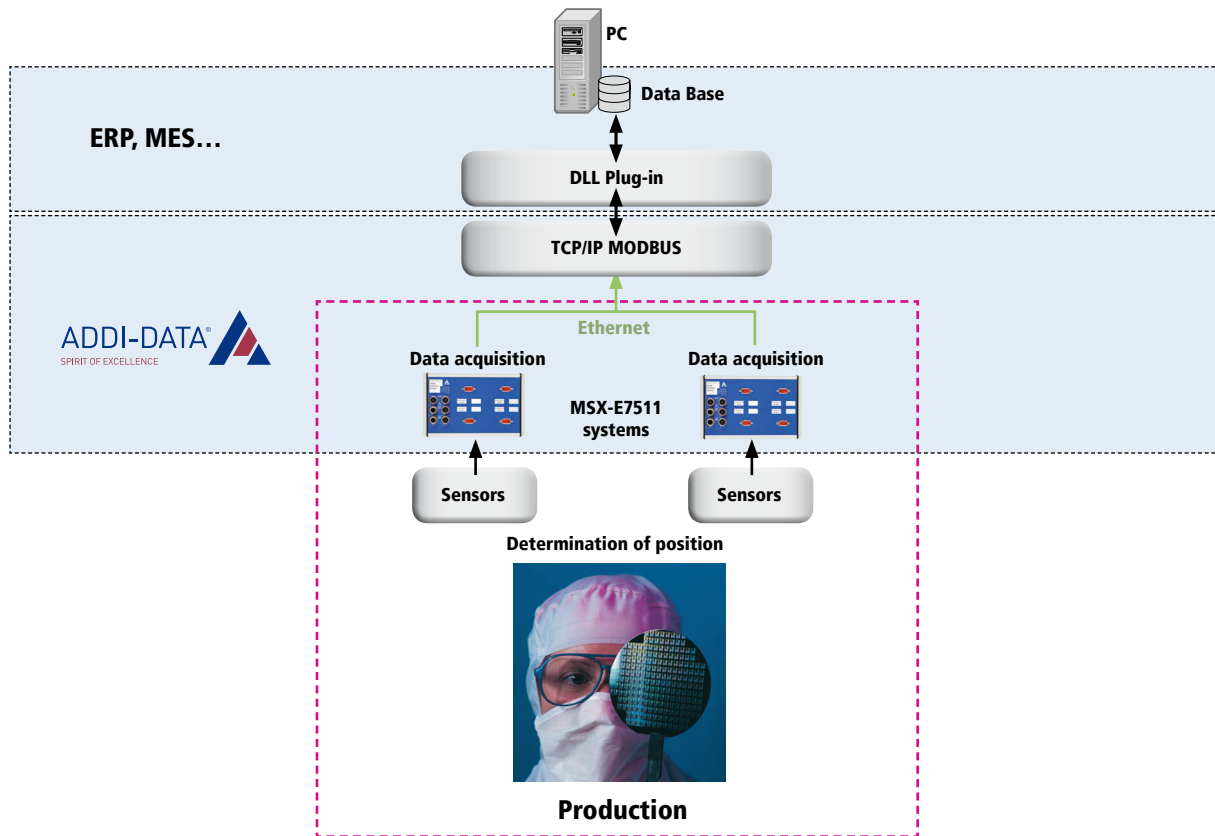 PC
Data Base
ERP, MES…
DLL Plug-in
TCP/IP MODBUS
ADDI-DATA®
SPIRIT OF EXCELLENCE
Ethernet
Data acquisition
Data acquisition
MSX-E7511
systems
Sensors
Sensors
Determination of position
Production